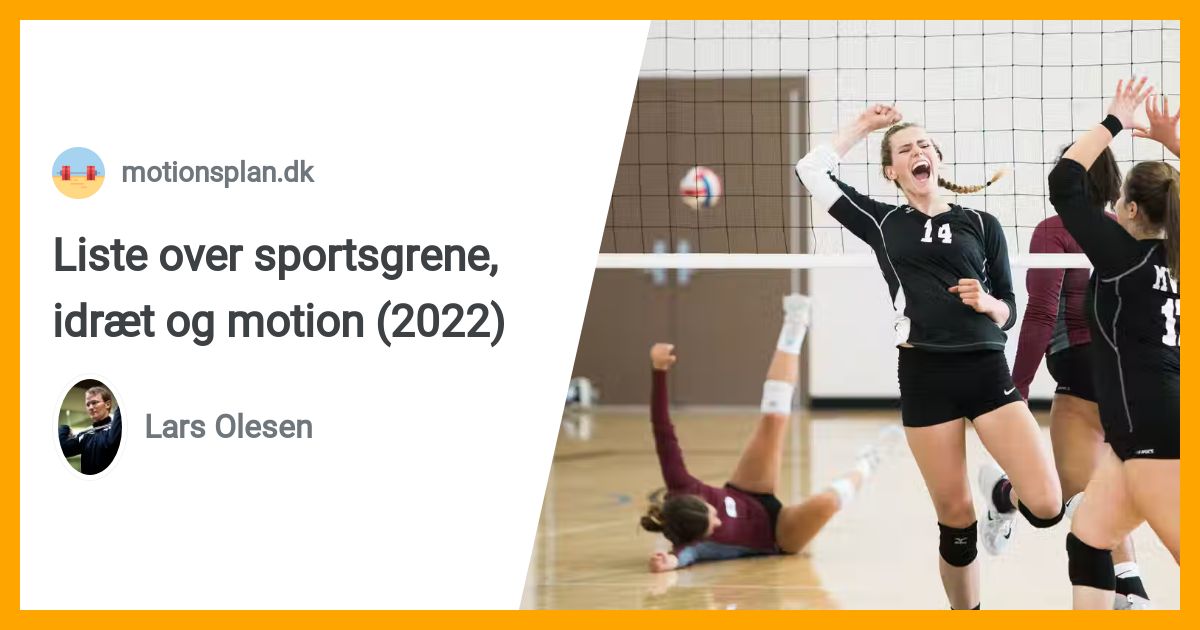 motionsplan.dk
Liste over sportsgrene,
idræt og motion (2022)
Lars Olesen
14